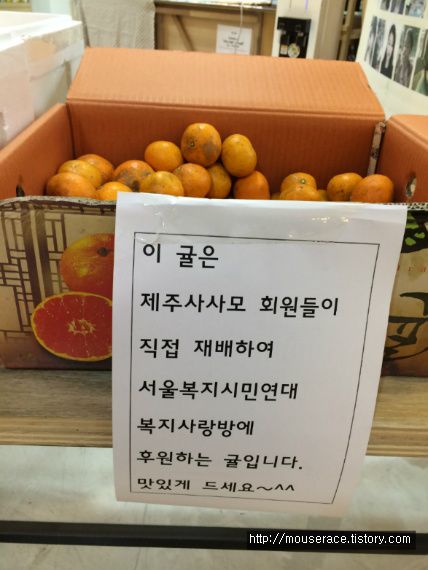 이 귤은
제주사사모 회원들이
직접 재배하여
서울복지시민연대
복지사랑방에
후원하는 귤입니다.
맛있게 드세요~^^
http://mouserace.tistory.com